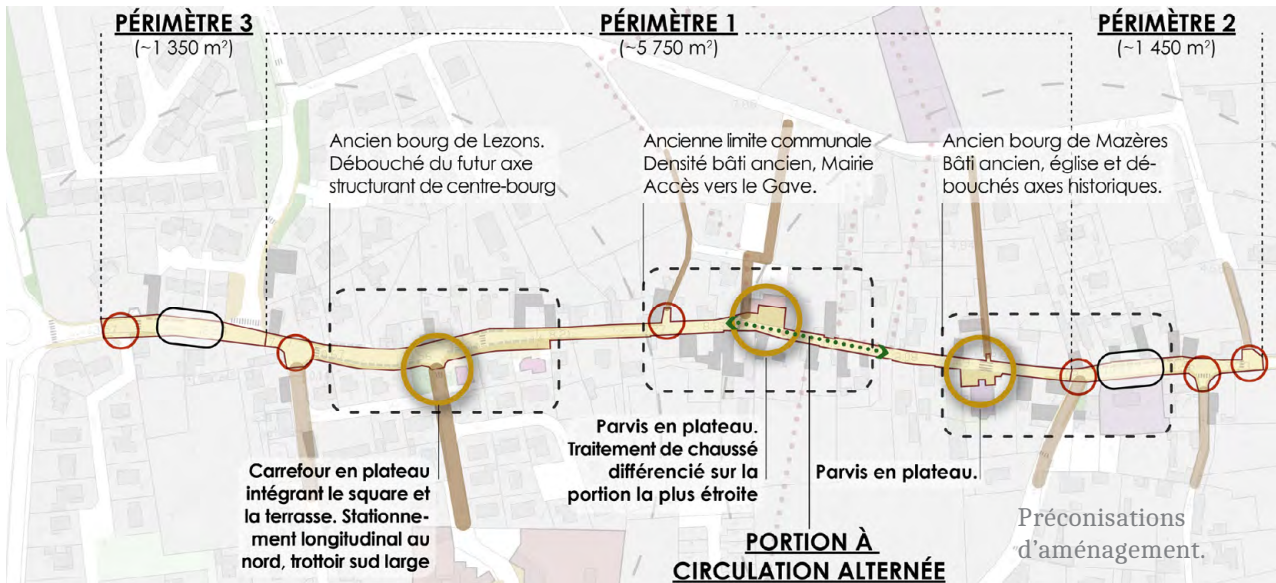 PÉRIMÈTRE 3
(~1 350 m²)
PÉRIMÈTRE 1
(~5 750 m²)
PÉRIMÈTRE 2
(~1 450 m²)
Ancien bourg de Lezons.
Débouché du futur axe
structurant de centre-bourg
Ancienne limite communale
Densité bâti ancien, Mairie
Accès vers le Gave.
Ancien bourg de Mazères
Bâti ancien, église et dé-
bouchés axes historiques.
Carrefour en plateau
intégrant le square et
la terrasse. Stationne-
ment longitudinal au
nord, trottoir sud large
Parvis en plateau.
Traitement de chaussé
différencié sur la
portion la plus étroite
Parvis en plateau.
PORTION À
CIRCULATION ALTERNÉE
Préconisations
d'aménagement.